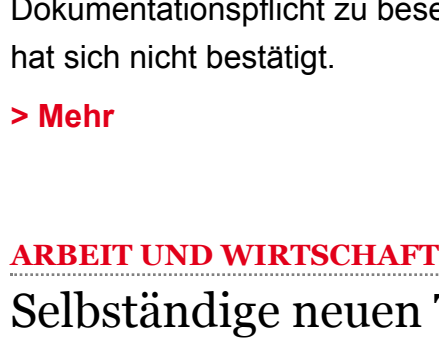 Dokumentationspflicht zu
hat sich nicht bestätigt.
> Mehr
ARBEIT UND WIRTSCHAFT
Selbständige neuen